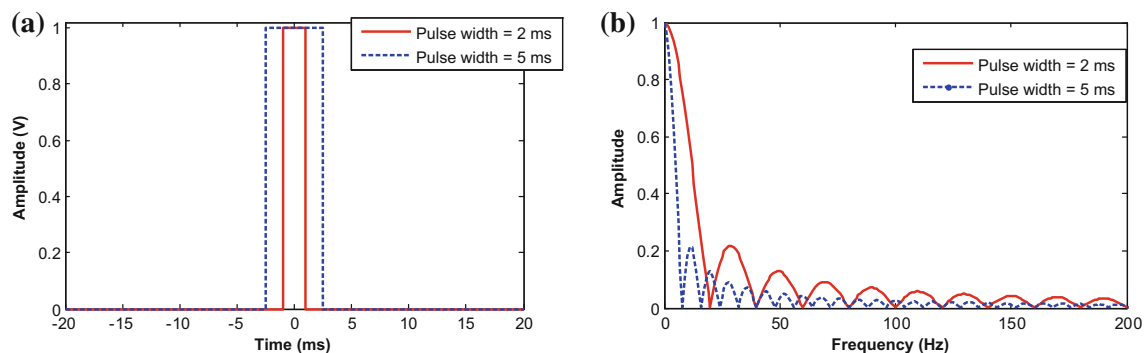 (a)
Amplitude (V)
1
0.8
0.6
0.4
0.2
0
-20
-15
-10
-5
0
5
10
15
20
Time (ms)
Pulse width = 2 ms
Pulse width = 5 ms
(b)
Amplitude
1
0.8
0.6
0.4
0.2
0
0
50
100
150
200
Frequency (Hz)
Pulse width = 2 ms
Pulse width = 5 ms